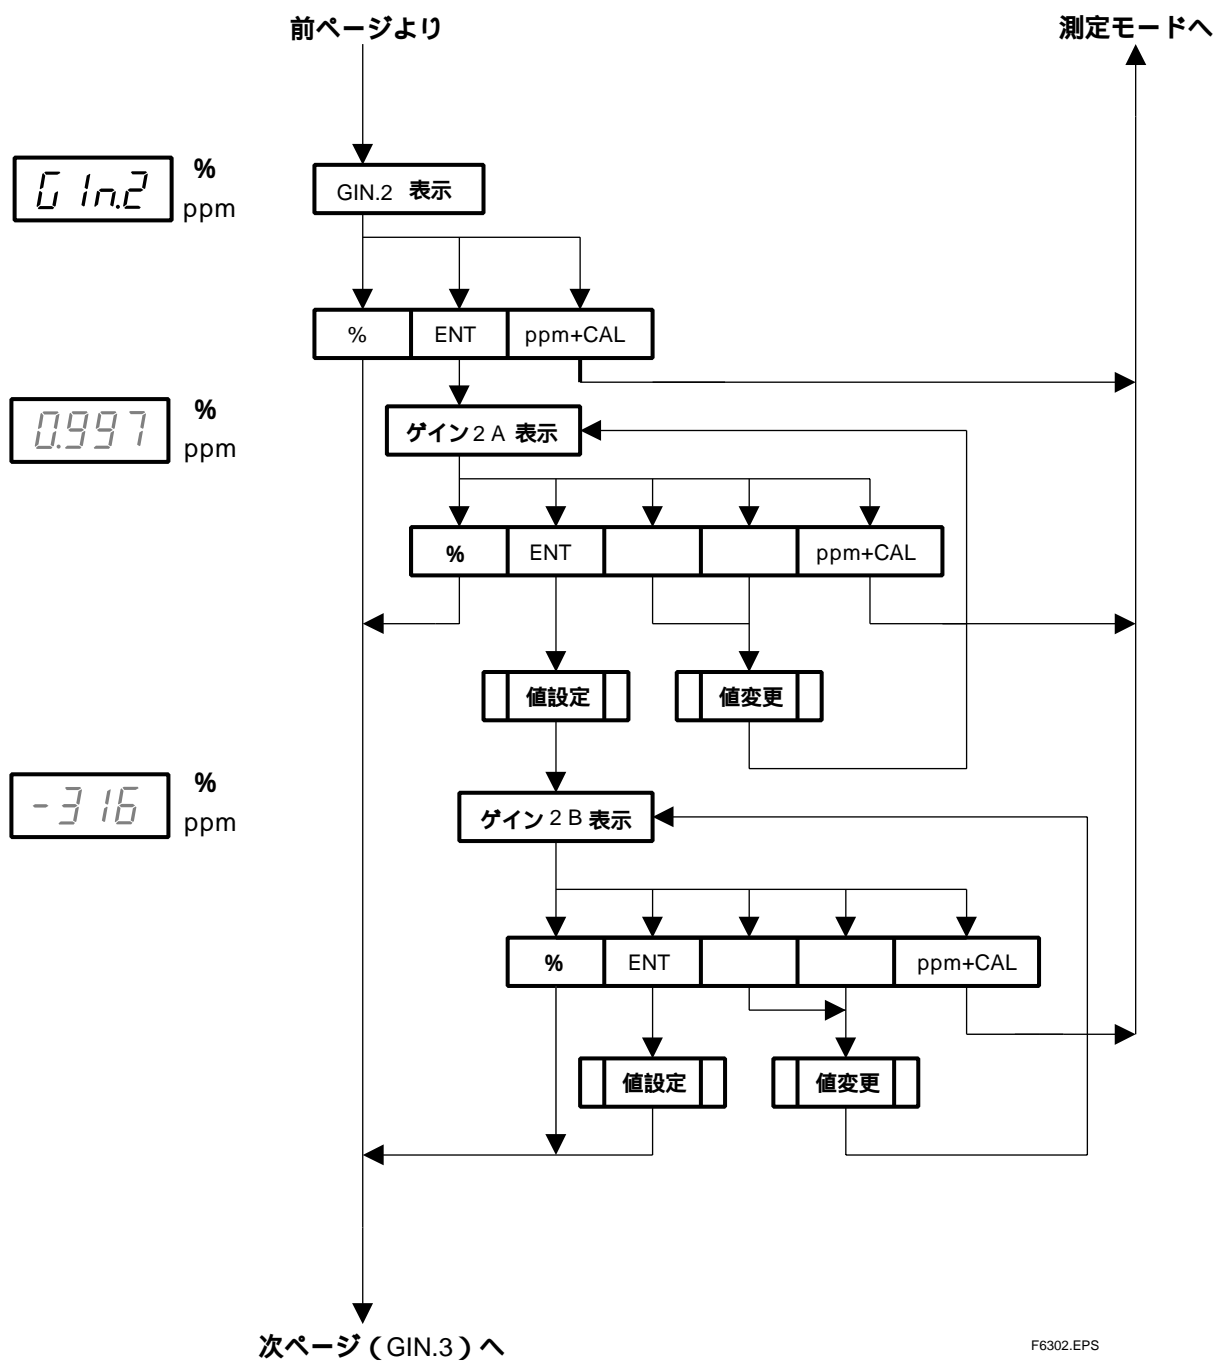 前ページより
測定モードへ
GIn.2
%
ppm
GIN.2 表示
% ENT ppm+CAL
0.997
%
ppm
ゲイン2 A 表示
% ENT ppm+CAL
値設定 値変更
-316
%
ppm
ゲイン2 B 表示
% ENT ppm+CAL
値設定 値変更
次ページ(GIN.3)へ
F6302.EPS